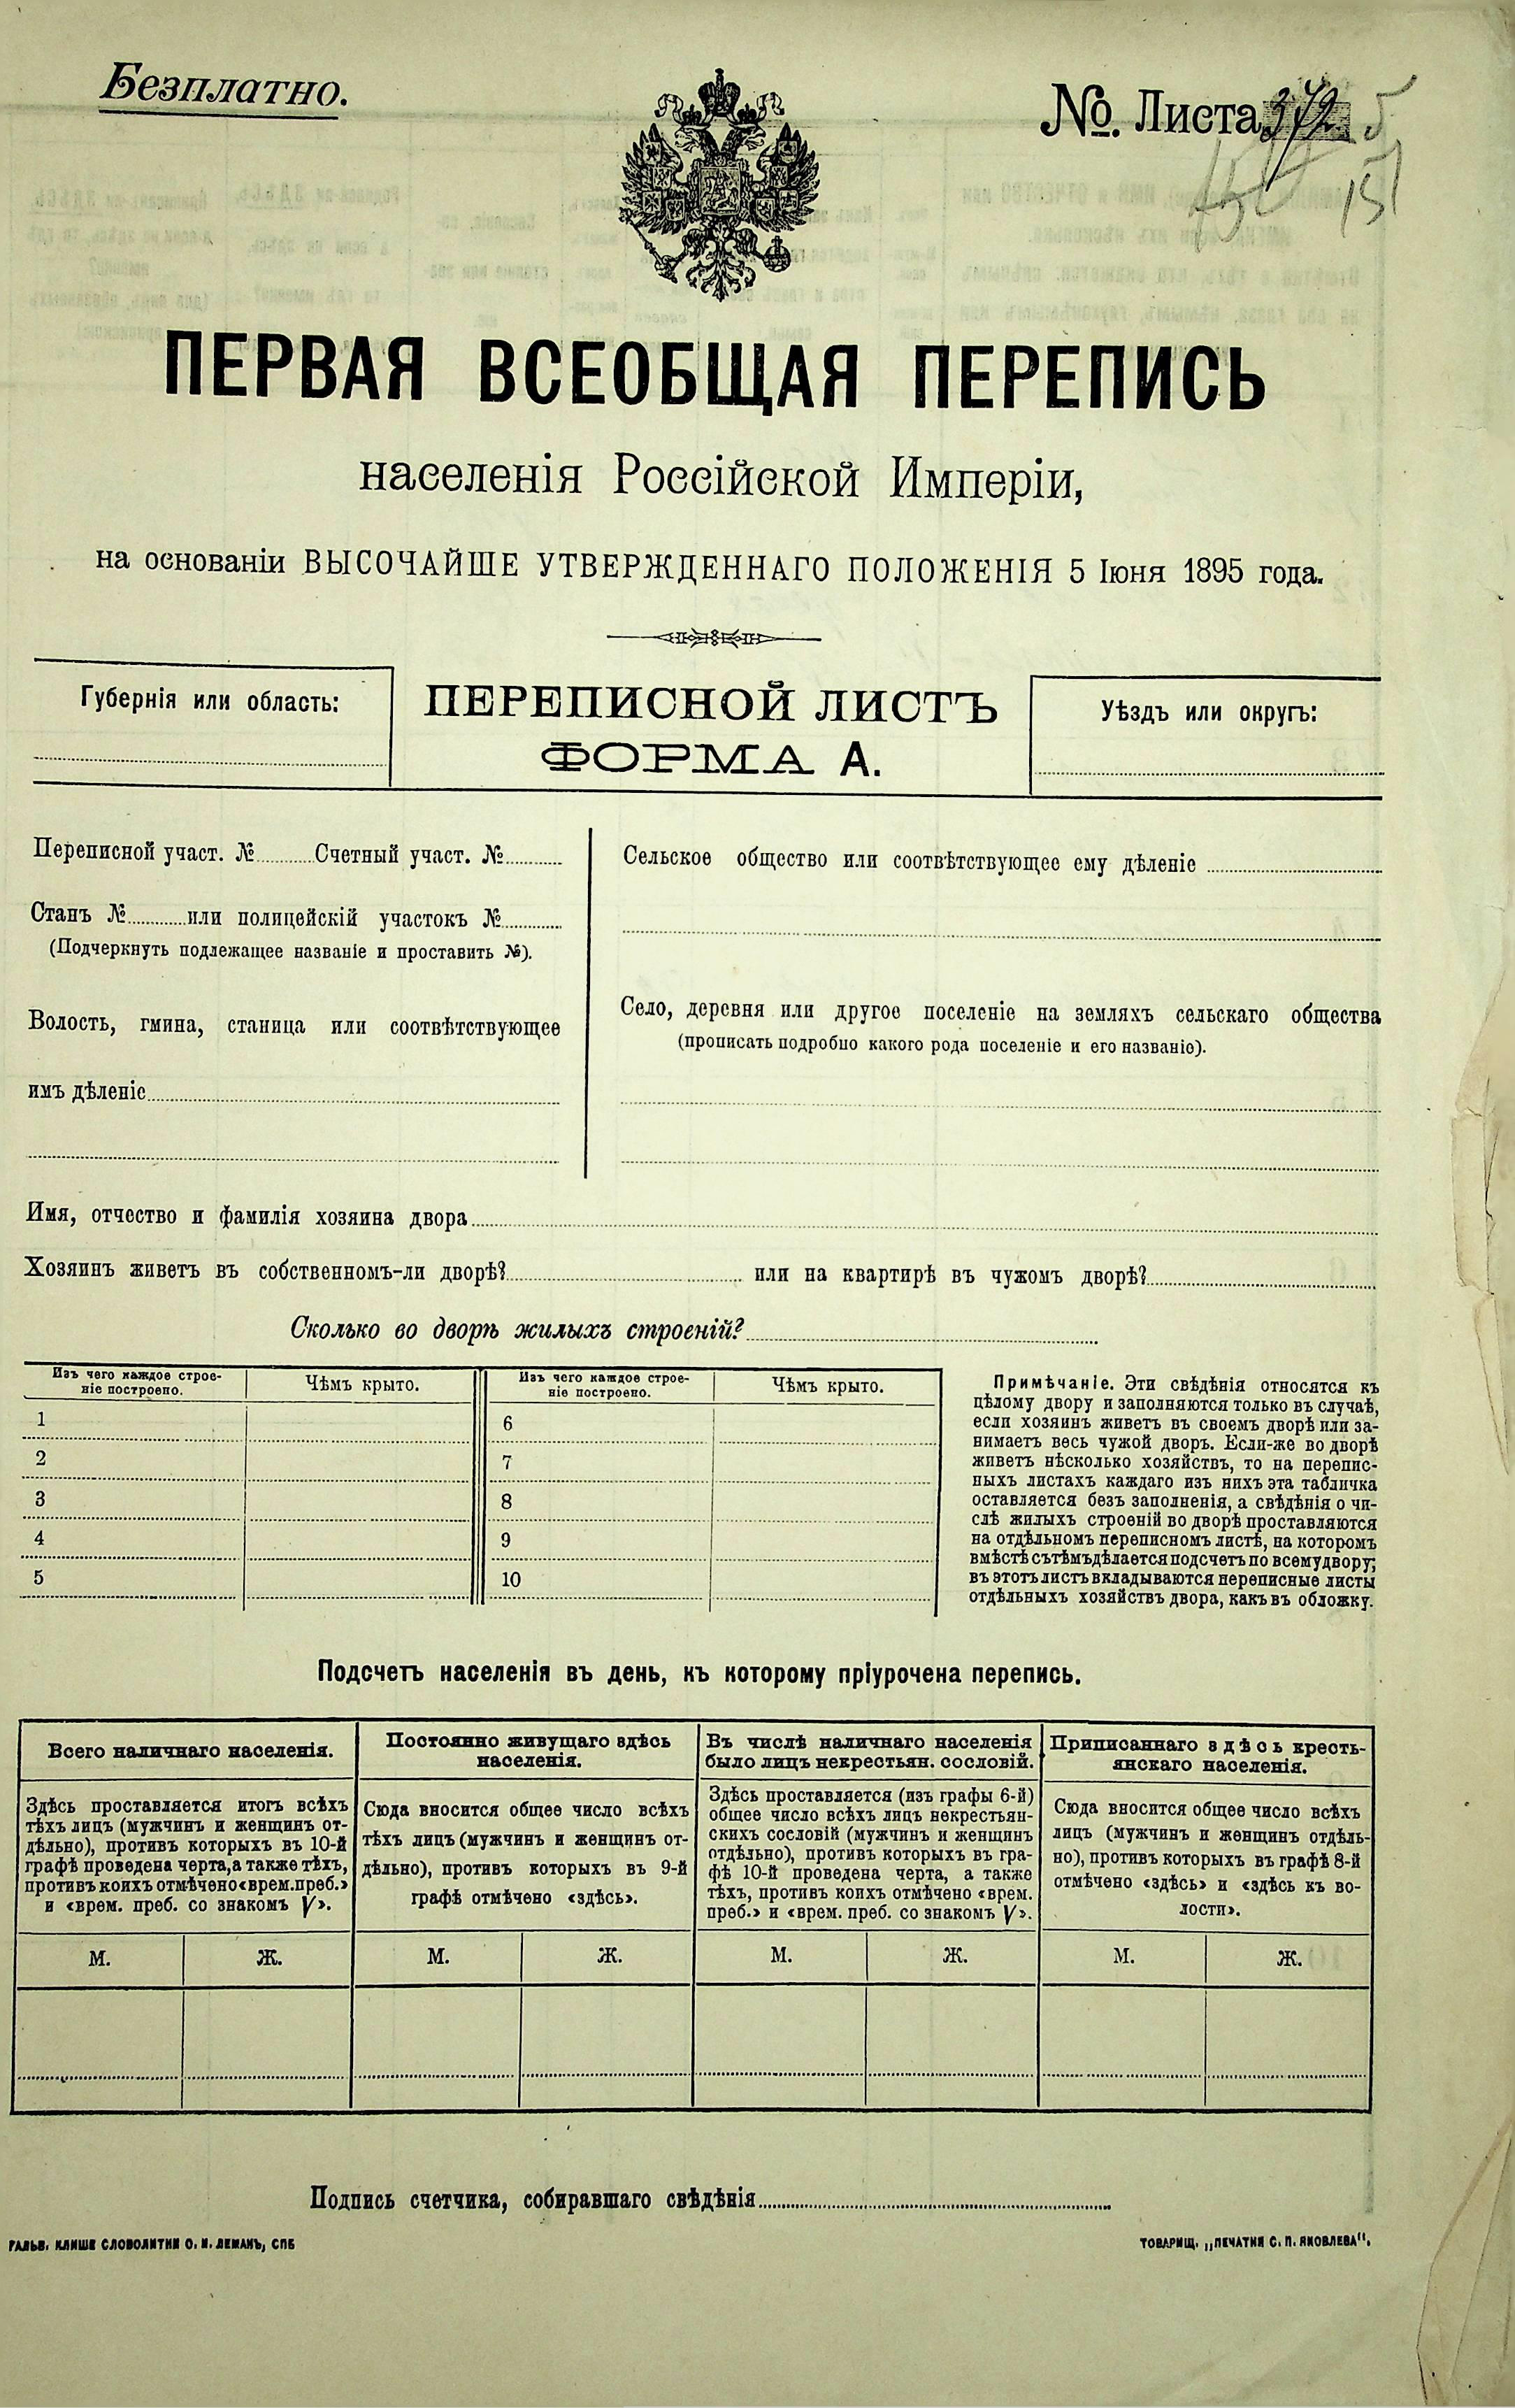 Безплатно.
№. Листа 372
151
ПЕРВАЯ ВСЕОБЩАЯ ПЕРЕПИСЬ
населенія Россійской Имперіи,
на основаніи ВЫСОЧАЙШЕ УТВЕРЖДЕННАГО ПОЛОЖЕНІЯ 5 Іюня 1895 года.
Губернія или область:
ПЕРЕПИСНОЙ ЛИСТЪ
ФОРМА А.
Уѣздъ или округъ:
Переписной участ. № Счетный участ. №
Станъ № или полицейскій участокъ №
(Подчеркнуть подлежащее названіе и проставить №).
Волость, гмина, станица или соотвѣтствующее
имъ дѣленіе
Сельское общество или соотвѣтствующее ему дѣленіе
Село, деревня или другое поселеніе на земляхъ сельскаго общества
(прописать подробно какого рода поселеніе и его названіе).
Имя, отчество и фамилія хозяина двора
Хозяинъ живетъ въ собственномъ-ли дворѣ? или на квартирѣ въ чужомъ дворѣ?
Сколько во дворѣ жилыхъ строеній?
Изъ чего каждое строе-
ніе построено.
Чѣмъ крыто.
Изъ чего каждое строе-
ніе построено.
Чѣмъ крыто.
1
2
3
4
5
6
7
8
9
10
Примѣчаніе. Эти свѣдѣнія относятся къ
цѣлому двору и заполняются только въ случаѣ,
если хозяинъ живетъ въ своемъ дворѣ или за-
нимаетъ весь чужой дворъ. Если-же во дворѣ
живетъ нѣсколько хозяйствъ, то на перепис-
ныхъ листахъ каждаго изъ нихъ эта табличка
оставляется безъ заполненія, а свѣдѣнія о чи-
слѣ жилыхъ строеній во дворѣ проставляются
на отдѣльномъ переписномъ листѣ, на которомъ
вмѣстѣ съ тѣмъ дѣлается подсчетъ по всему двору;
въ этотъ листъ вкладываются переписные листы
отдѣльныхъ хозяйствъ двора, какъ въ обложку.
Подсчетъ населенія въ день, къ которому пріурочена перепись.
Всего наличнаго населенія.
Здѣсь проставляется итогъ всѣхъ
тѣхъ лицъ (мужчинъ и женщинъ от-
дѣльно), противъ которыхъ въ 10-й
графѣ проведена черта, а также тѣхъ,
противъ коихъ отмѣчено «врем. преб.»
и «врем. преб. со знакомъ V».
М. Ж.
Постоянно живущаго здѣсь
населенія.
Сюда вносится общее число всѣхъ
тѣхъ лицъ (мужчинъ и женщинъ от-
дѣльно), противъ которыхъ въ 9-й
графѣ отмѣчено «здѣсь».
М. Ж.
Въ числѣ наличнаго населенія
было лицъ некрестьян. сословій.
Здѣсь проставляется (изъ графы 6-й)
общее число всѣхъ лицъ некрестьян-
скихъ сословій (мужчинъ и женщинъ
отдѣльно), противъ которыхъ въ гра-
фѣ 10-й проведена черта, а также
тѣхъ, противъ коихъ отмѣчено «врем.
преб.» и «врем. преб. со знакомъ V».
М. Ж.
Приписаннаго здѣсь кресть-
янскаго населенія.
Сюда вносится общее число всѣхъ
лицъ (мужчинъ и женщинъ отдѣль-
но), противъ которыхъ въ графѣ 8-й
отмѣчено «здѣсь» и «здѣсь къ во-
лости».
М. Ж.
Подпись счетчика, собиравшаго свѣдѣнія
ГАЛЬВ. КЛИШЕ СЛОВОЛИТНИ О. И. ЛЕМАНЪ, СПБ
ТОВАРИЩ. „ПЕЧАТНЯ С. П. ЯКОВЛЕВА".